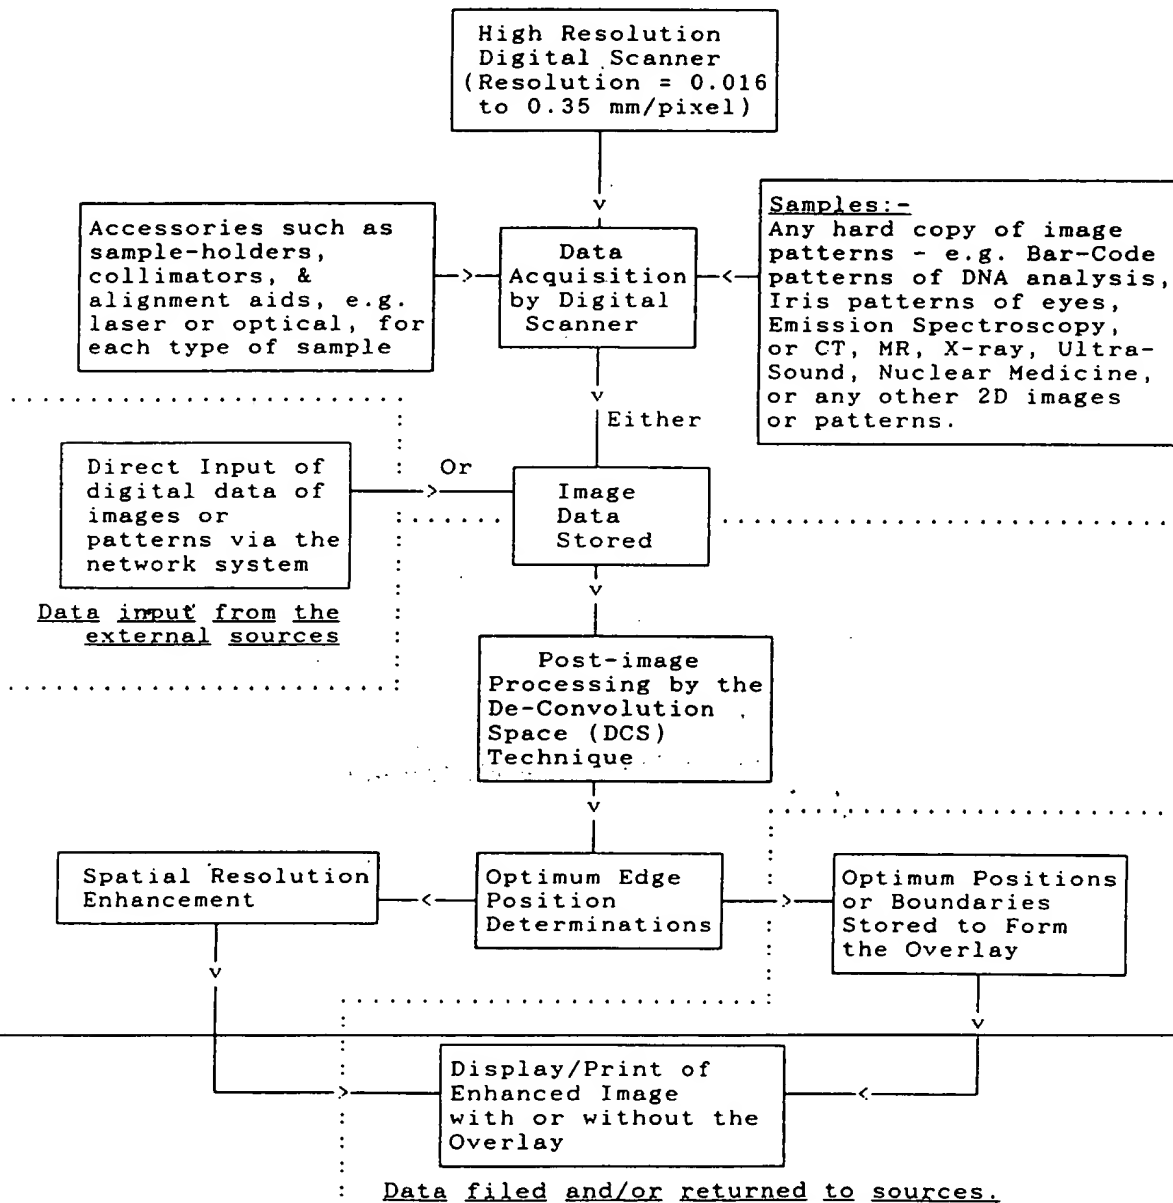 High Resolution
Digital Scanner
(Resolution = 0.016
to 0.35 mm/pixel)
Accessories such as
sample-holders,
collimators, &
alignment aids, e.g.
laser or optical, for
each type of sample
Data
Acquisition
by Digital
Scanner
Samples:-
Any hard copy of image
patterns - e.g. Bar-Code
patterns of DNA analysis,
Iris patterns of eyes,
Emission Spectroscopy,
or CT, MR, X-ray, Ultra-
Sound, Nuclear Medicine,
or any other 2D images
or patterns.
Either
Direct Input of
digital data of
images or
patterns via the
network system
Or
Image
Data
Stored
Data input from the
external sources
Post-image
Processing by the
De-Convolution
Space (DCS)
Technique
Spatial Resolution
Enhancement
Optimum Edge
Position
Determinations
Optimum Positions
or Boundaries
Stored to Form
the Overlay
Display/Print of
Enhanced Image
with or without the
Overlay
Data filed and/or returned to sources.